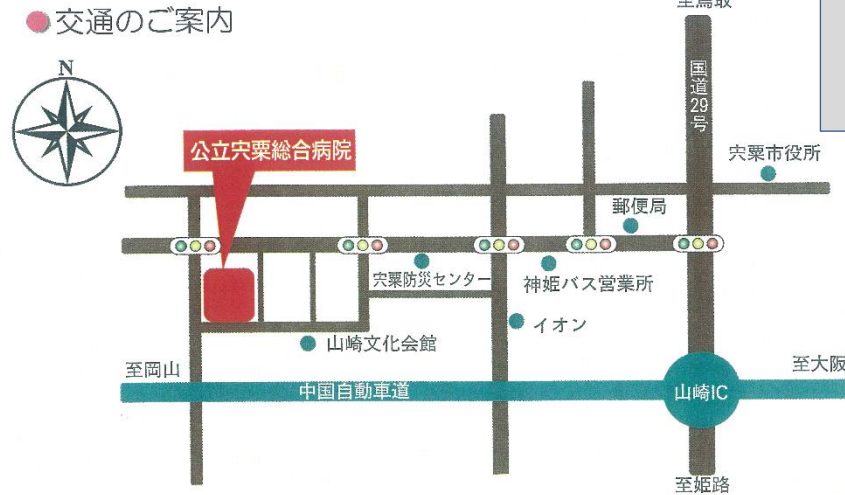 交通のご案内
至鳥取
N
国道29号
公立宍粟総合病院
宍粟市役所
郵便局
宍粟防災センター
神姫バス営業所
イオン
山崎文化会館
至岡山
至大阪
中国自動車道
山崎IC
至姫路